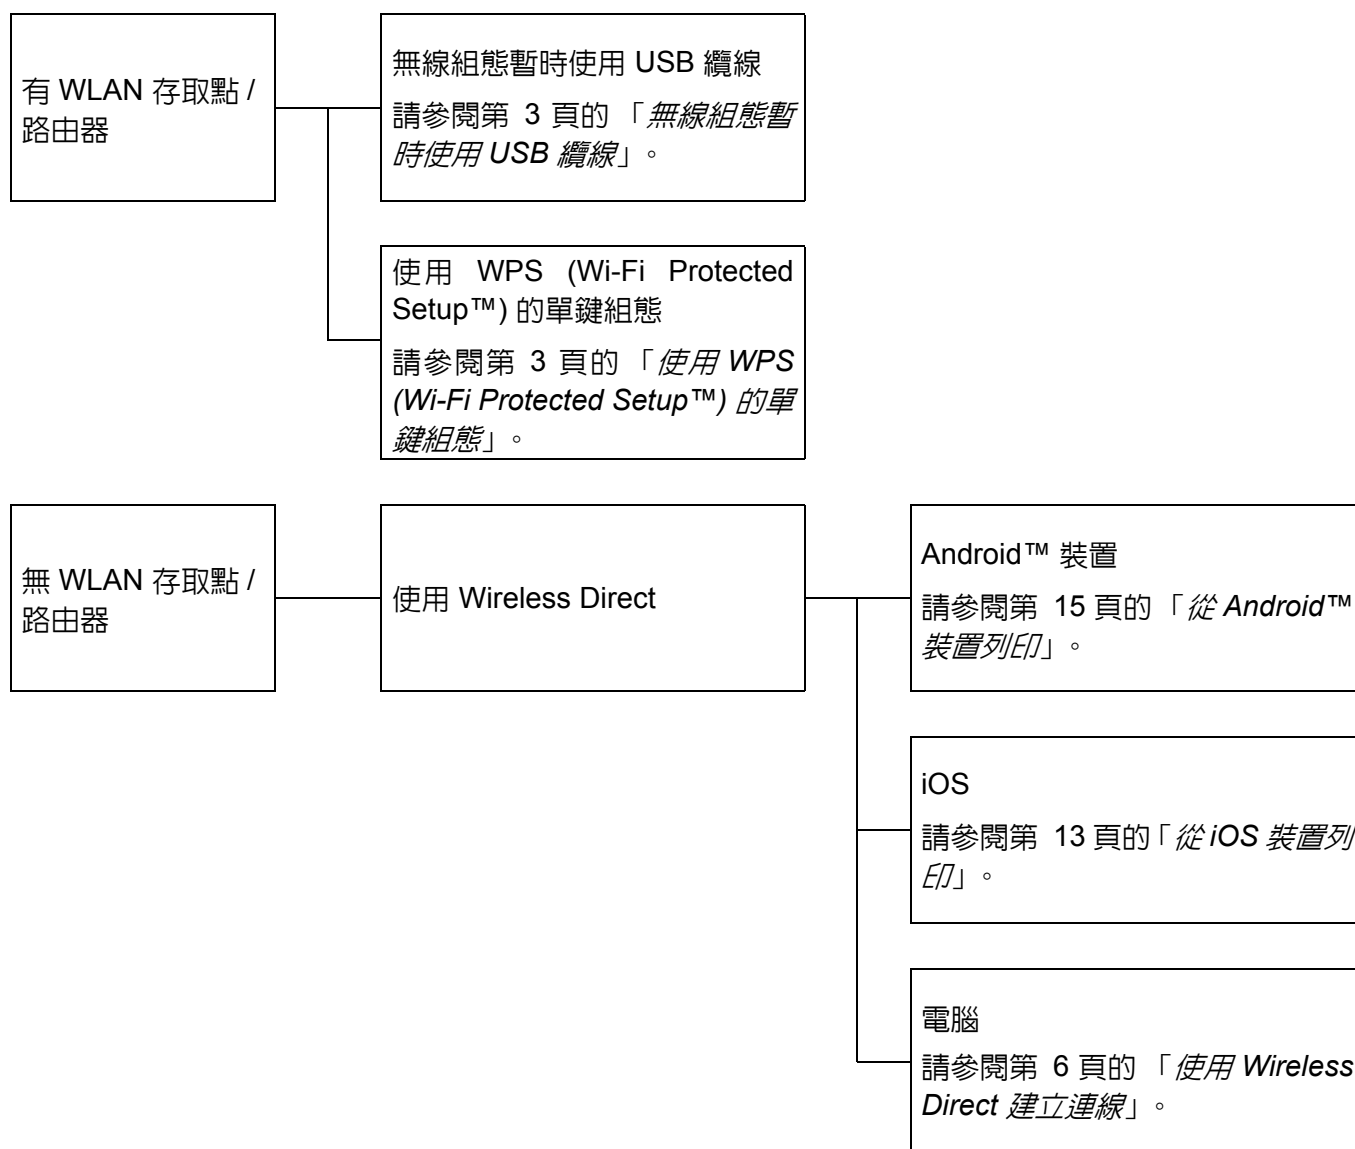 有 WLAN 存取點 /
路由器
無線組態暫時使用 USB 纜線
請參閱第 3 頁的「無線組態暫
時使用 USB 纜線」。
使用 WPS (Wi-Fi Protected
Setup™) 的單鍵組態
請參閱第 3 頁的「使用 WPS
(Wi-Fi Protected Setup™) 的單
鍵組態」。
無 WLAN 存取點 /
路由器
使用 Wireless Direct
Android™ 裝置
請參閱第 15 頁的「從 Android™
裝置列印」。
iOS
請參閱第 13 頁的「從 iOS 裝置列
印」。
電腦
請參閱第 6 頁的「使用 Wireless
Direct 建立連線」。